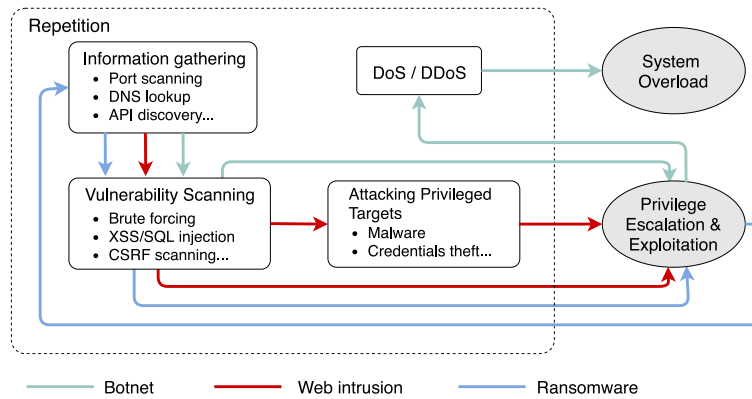 Repetition
Information gathering
• Port scanning
• DNS lookup
• API discovery...
DoS / DDoS
System
Overload
Vulnerability Scanning
• Brute forcing
• XSS/SQL injection
• CSRF scanning...
Attacking Privileged
Targets
• Malware
• Credentials theft...
Privilege
Escalation &
Exploitation
Botnet
Web intrusion
Ransomware